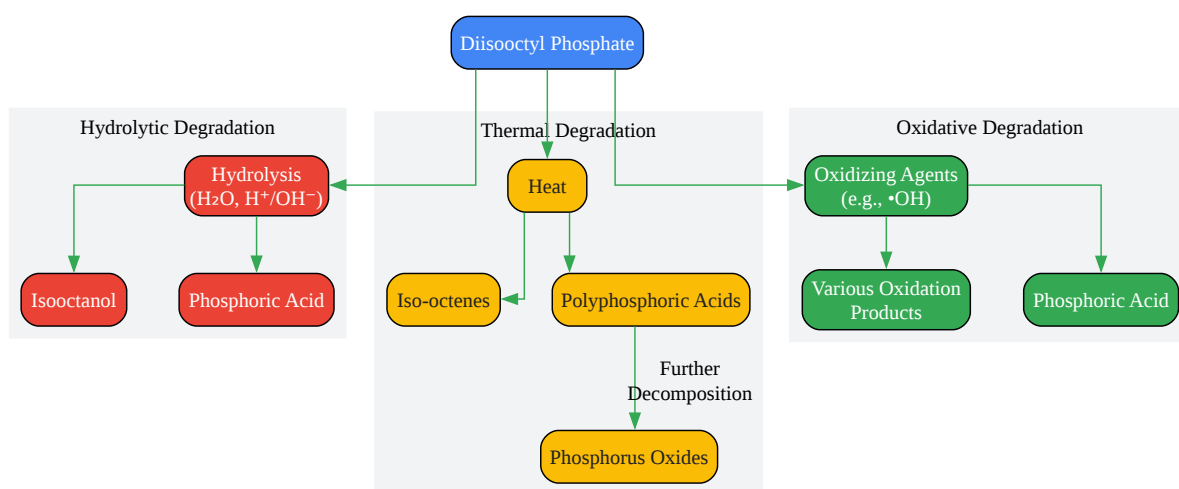 Diisooctyl Phosphate
Hydrolytic Degradation
Hydrolysis
(H₂O, H⁺/OH⁻)
Isooctanol
Phosphoric Acid
Thermal Degradation
Heat
Iso-octenes
Polyphosphoric Acids
Further
Decomposition
Phosphorus Oxides
Oxidative Degradation
Oxidizing Agents
(e.g., •OH)
Various Oxidation
Products
Phosphoric Acid